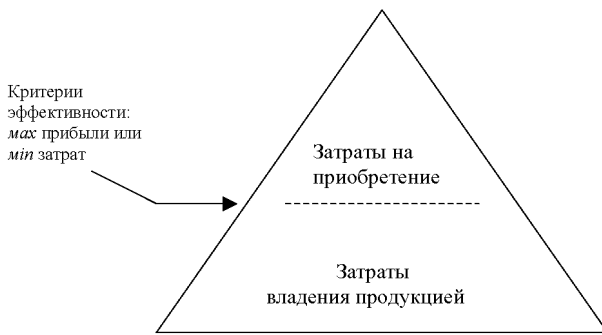 Критерии
эффективности:
max прибыли или
min затрат
Затраты на
приобретение
Затраты
владения продукцией